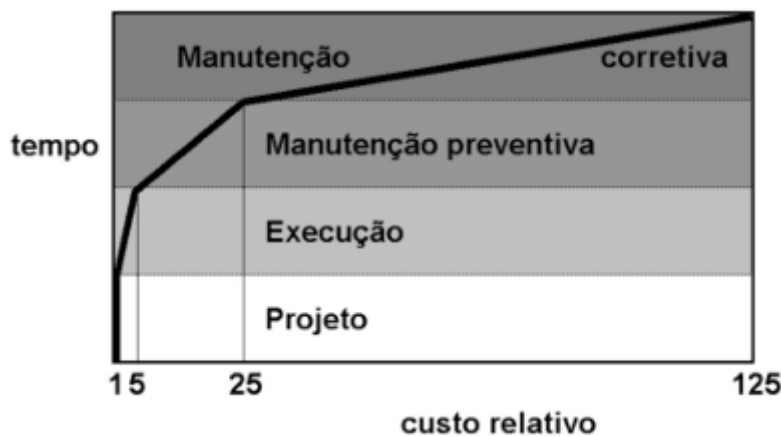 Manutenção corretiva
tempo
Manutenção preventiva
Execução
Projeto
1 5 25 125
custo relativo